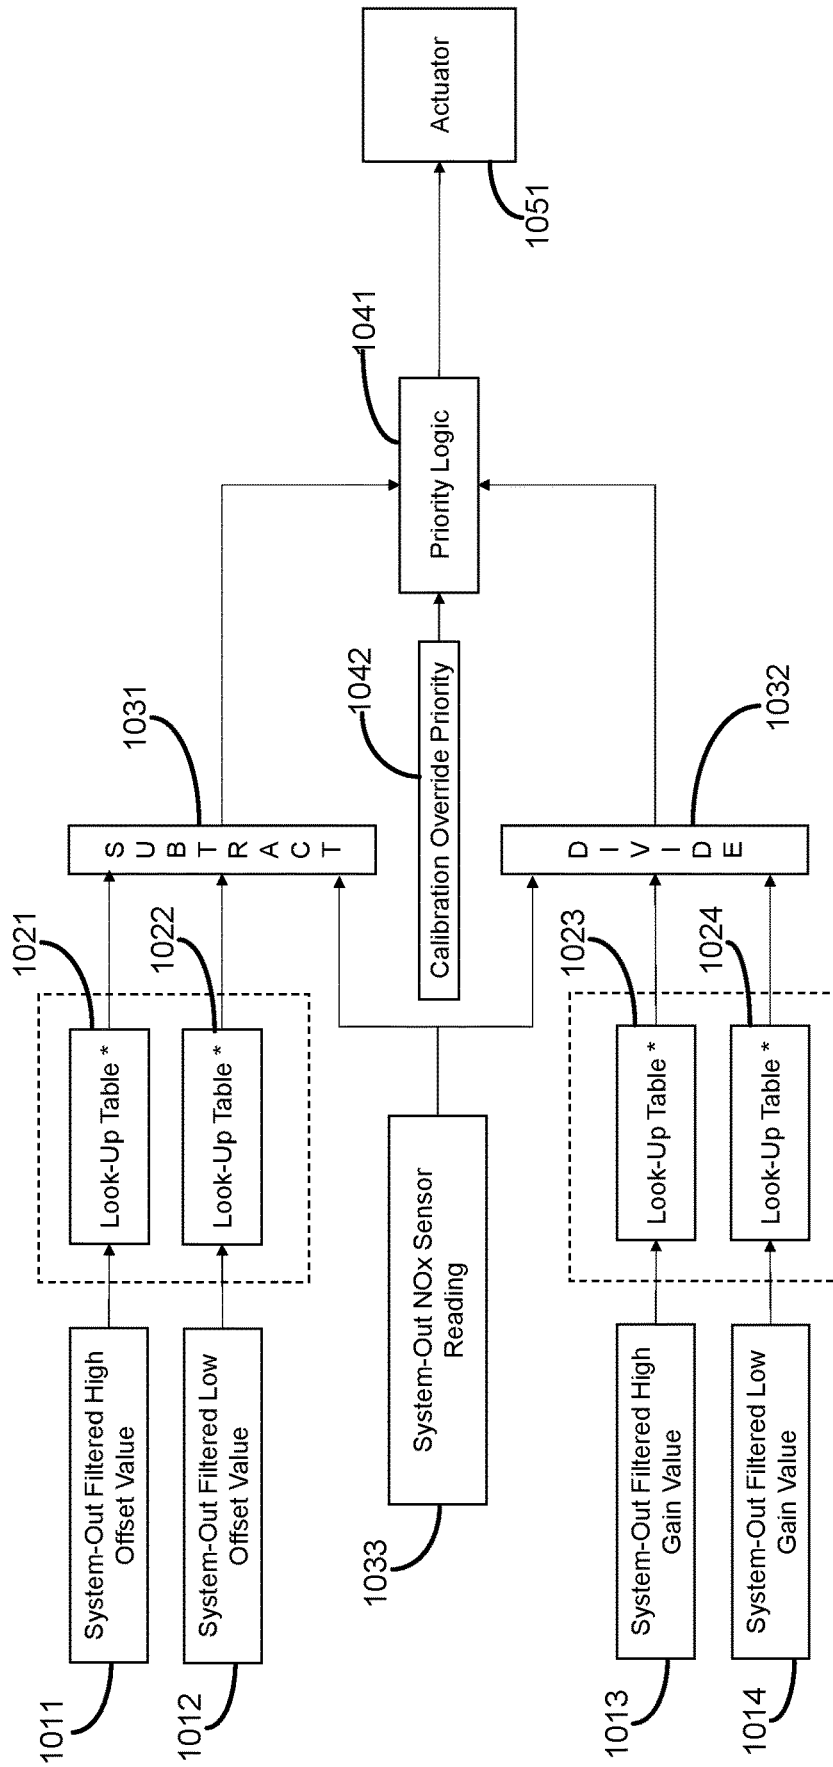 1011
System-Out Filtered High
Offset Value
1021
Look-Up Table *
1012
System-Out Filtered Low
Offset Value
1022
Look-Up Table *
1031
SUBTRACT
1033
System-Out NOx Sensor
Reading
1042
Calibration Override Priority
1041
Priority Logic
1051
Actuator
1013
System-Out Filtered High
Gain Value
1023
Look-Up Table *
1014
System-Out Filtered Low
Gain Value
1024
Look-Up Table *
1032
DIVIDE